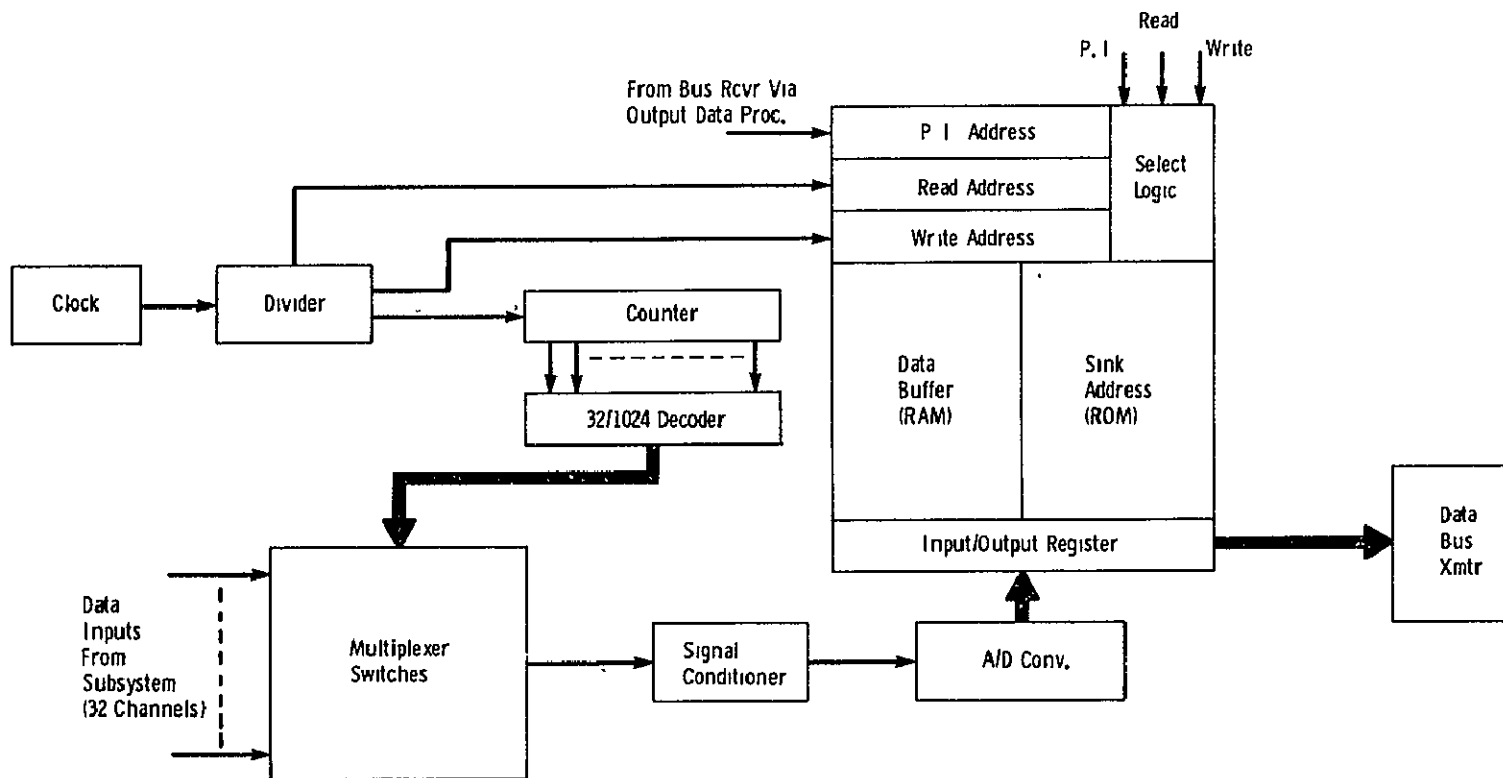 Read
P. I
Write
From Bus Rcvr Via
Output Data Proc.
P I Address
Select
Logic
Read Address
Write Address
Clock
Divider
Counter
Data
Buffer
(RAM)
Sink
Address
(ROM)
32/1024 Decoder
Input/Output Register
Data
Bus
Xmtr
Data
Inputs
From
Subsystem
(32 Channels)
Multiplexer
Switches
Signal
Conditioner
A/D Conv.